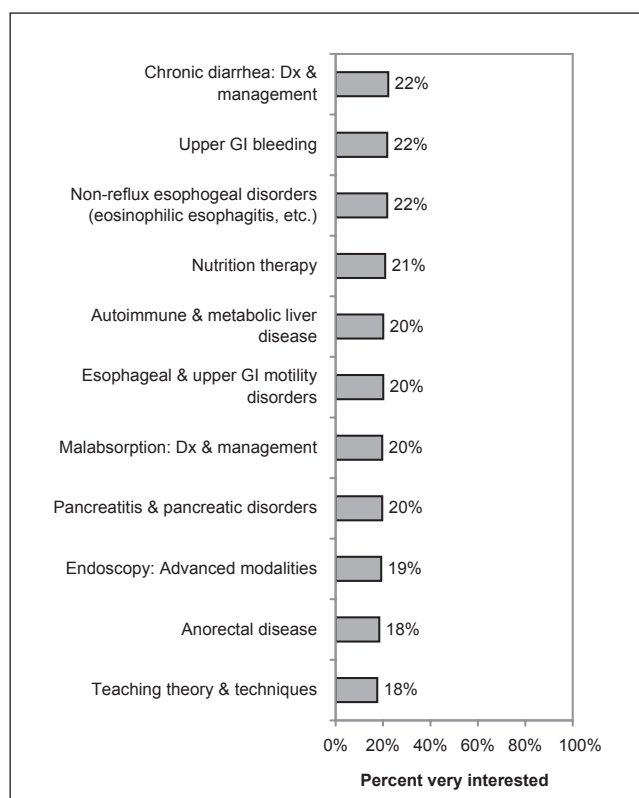 Chronic diarrhea: Dx &
management
22%
Upper GI bleeding
22%
Non-reflux esophogeal disorders
(eosinophilic esophagitis, etc.)
22%
Nutrition therapy
21%
Autoimmune & metabolic liver
disease
20%
Esophageal & upper GI motility
disorders
20%
Malabsorption: Dx & management
20%
Pancreatitis & pancreatic disorders
20%
Endoscopy: Advanced modalities
19%
Anorectal disease
18%
Teaching theory & techniques
18%
0% 20% 40% 60% 80% 100%
Percent very interested